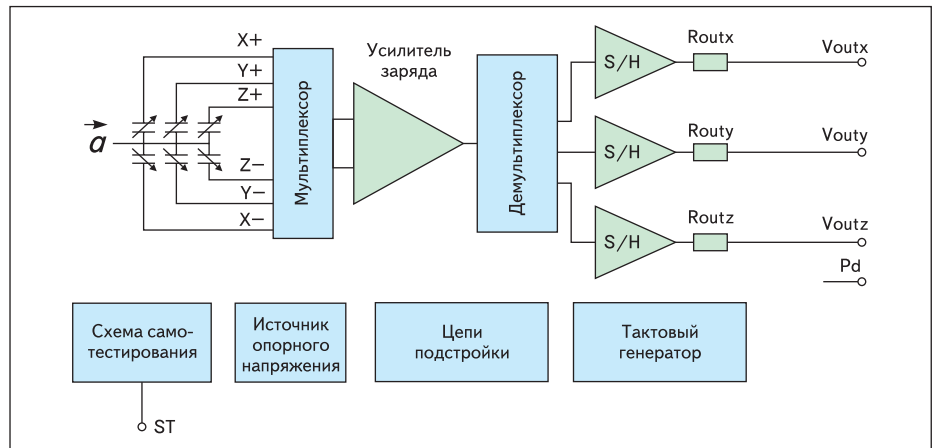 X+
Y+
Z+
a
Z−
Y−
X−
Мультиплексор
Усилитель
заряда
Демультиплексор
S/H
Routx
Voutx
S/H
Routy
Vouty
S/H
Routz
Voutz
Pd
Схема само-
тестирования
ST
Источник
опорного
напряжения
Цепи
подстройки
Тактовый
генератор